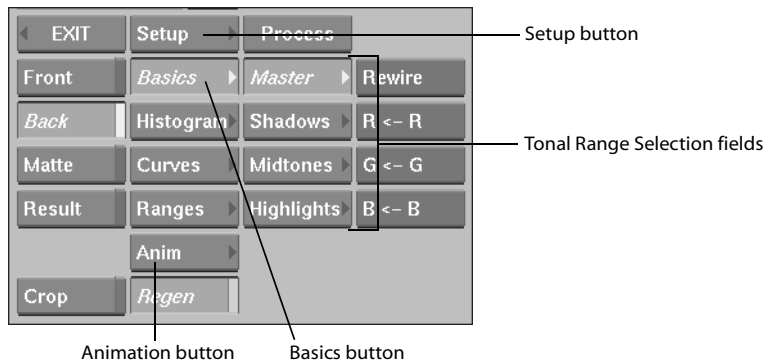 EXIT Setup Process
Setup button
Front Basics Master Rewire
Back Histogram Shadows R <- R
Tonal Range Selection fields
Matte Curves Midtones G <- G
Result Ranges Highlights B <- B
Anim
Crop Regen
Animation button Basics button